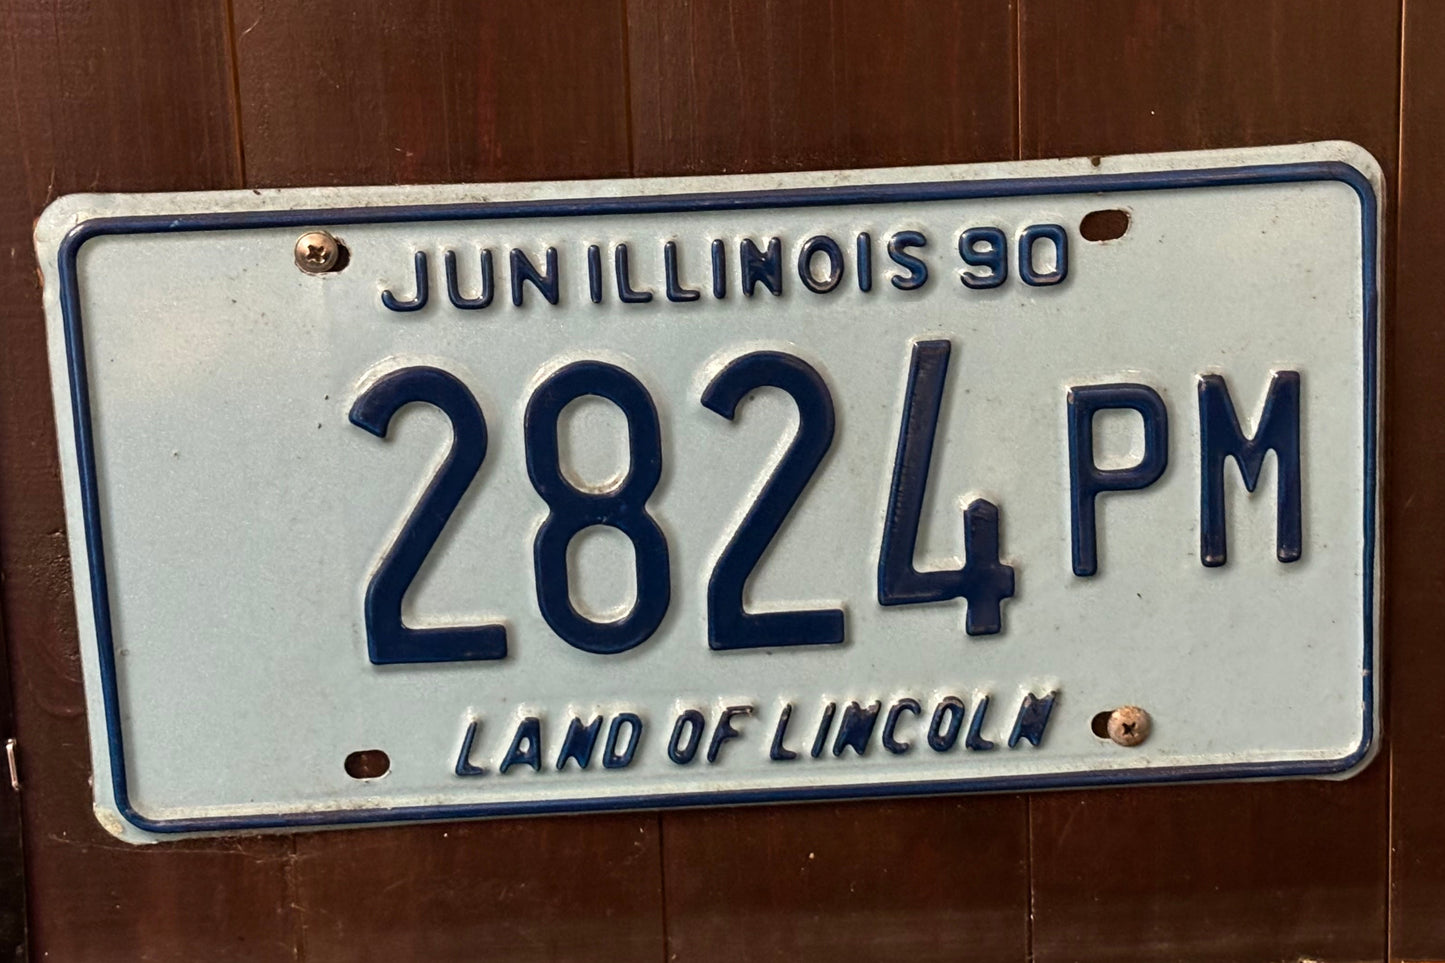 JUN ILLINOIS 90
2824 PM
LAND OF LINCOLN